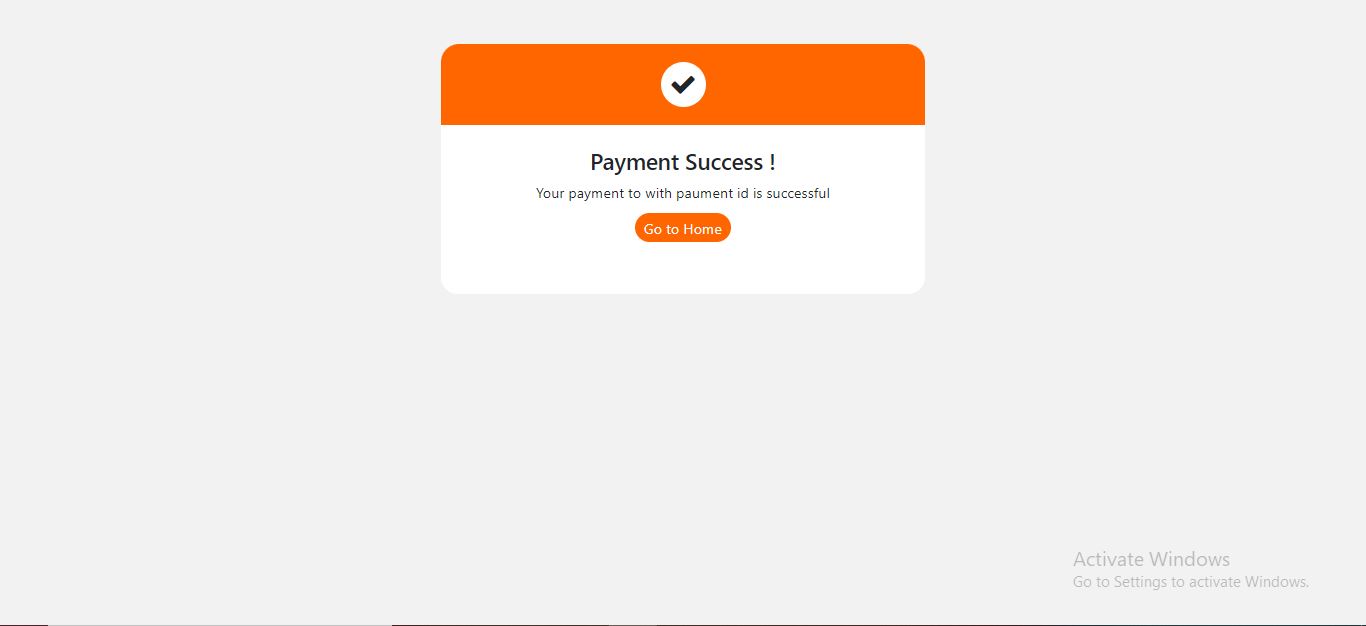 Payment Success !
Your payment to with paument id is successful
Go to Home
Activate Windows
Go to Settings to activate Windows.